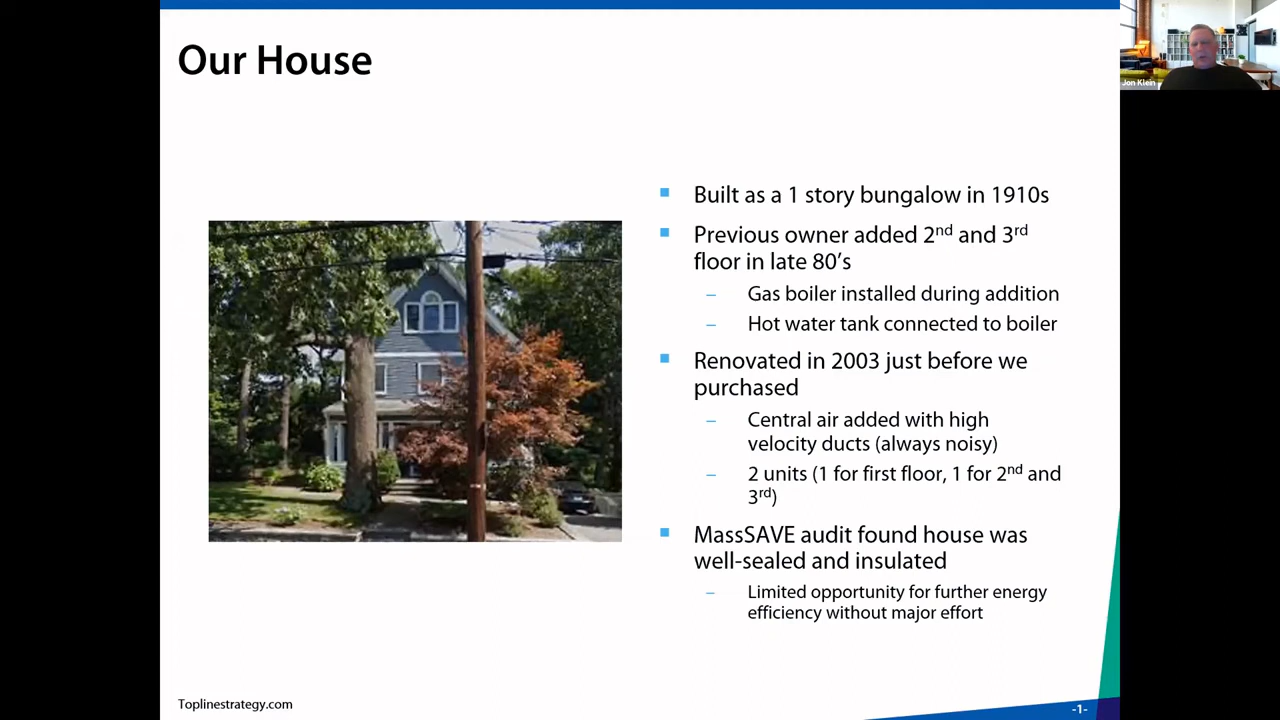 Our House
Jon Klein
Built as a 1 story bungalow in 1910s
Previous owner added 2nd and 3rd
floor in late 80's
– Gas boiler installed during addition
– Hot water tank connected to boiler
Renovated in 2003 just before we
purchased
– Central air added with high
velocity ducts (always noisy)
– 2 units (1 for first floor, 1 for 2nd and
3rd)
MassSAVE audit found house was
well-sealed and insulated
– Limited opportunity for further energy
efficiency without major effort
Toplinestrategy.com
-1-